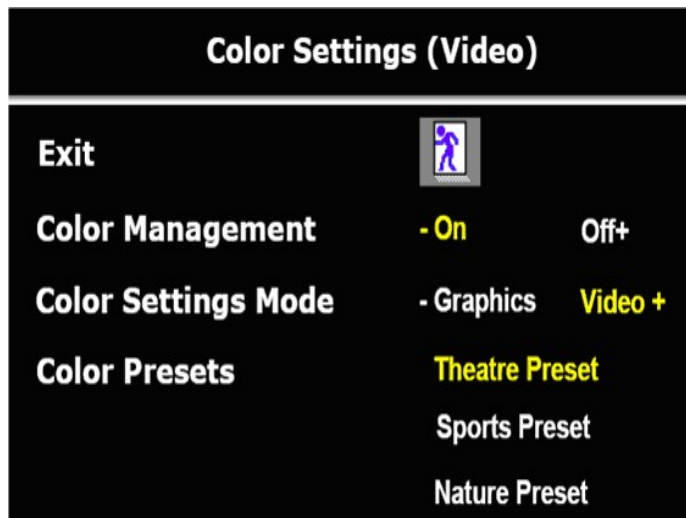 Color Settings (Video)
Exit
Color Management - On Off+
Color Settings Mode - Graphics Video +
Color Presets Theatre Preset
Sports Preset
Nature Preset